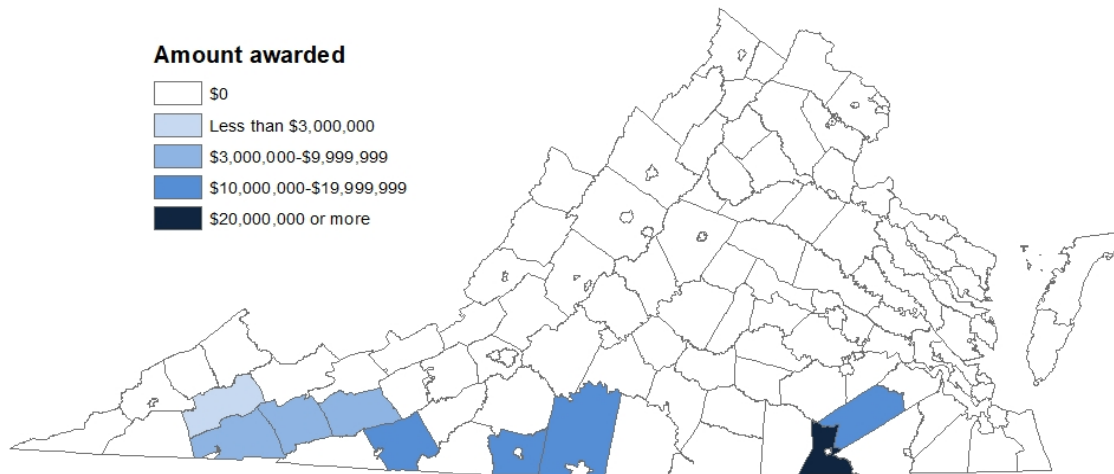 Amount awarded
$0
Less than $3,000,000
$3,000,000-$9,999,999
$10,000,000-$19,999,999
$20,000,000 or more